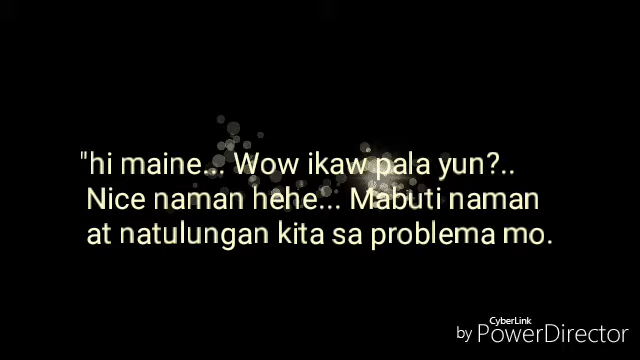 "hi maine... Wow ikaw pala yun?..
Nice naman hehe... Mabuti naman
at natulungan kita sa problema mo.
CyberLink
by PowerDirector